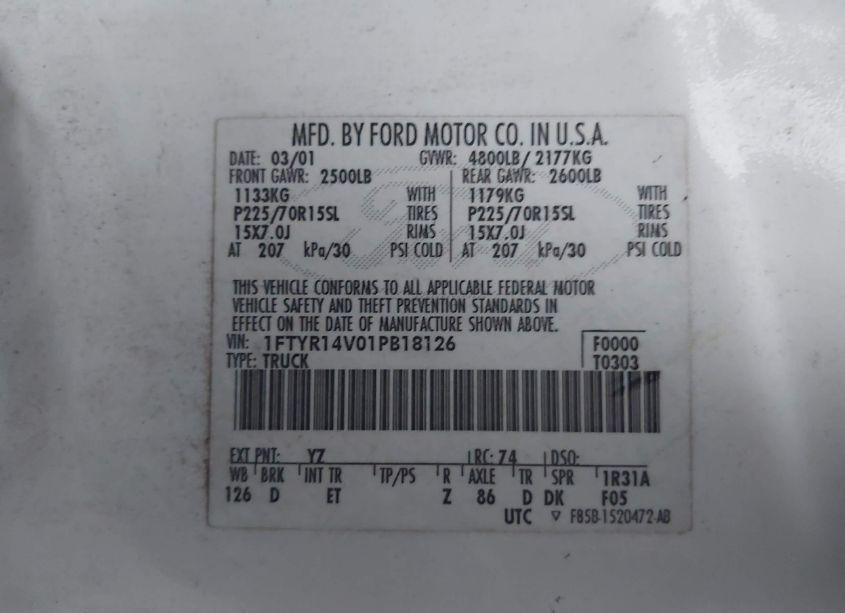 MFD. BY FORD MOTOR CO. IN U.S.A.
DATE: 03/01 GVWR: 4800LB / 2177KG
FRONT GAWR: 2500LB REAR GAWR: 2600LB
1133KG WITH 1179KG WITH
P225/70R15SL TIRES P225/70R15SL TIRES
15X7.0J RIMS 15X7.0J RIMS
AT 207 kPa/30 PSI COLD AT 207 kPa/30 PSI COLD
THIS VEHICLE CONFORMS TO ALL APPLICABLE FEDERAL MOTOR
VEHICLE SAFETY AND THEFT PREVENTION STANDARDS IN
EFFECT ON THE DATE OF MANUFACTURE SHOWN ABOVE.
VIN: 1FTYR14V01PB18126 F0000
TYPE: TRUCK T0303
EXT PNT: YZ RC: 74 DSO:
WB BRK INT TR TP/PS R AXLE TR SPR 1R31A
126 D ET Z 86 D DK F05
UTC ▽ F85B-1520472-AB